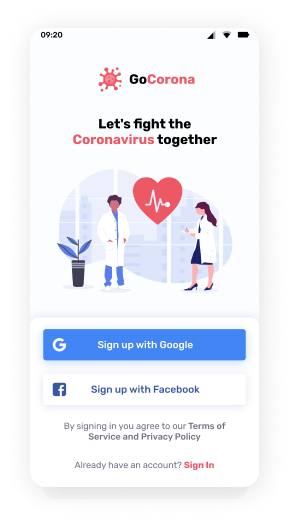 09:20
GoCorona
Let's fight the
Coronavirus together
Sign up with Google
Sign up with Facebook
By signing in you agree to our Terms of
Service and Privacy Policy
Already have an account? Sign In